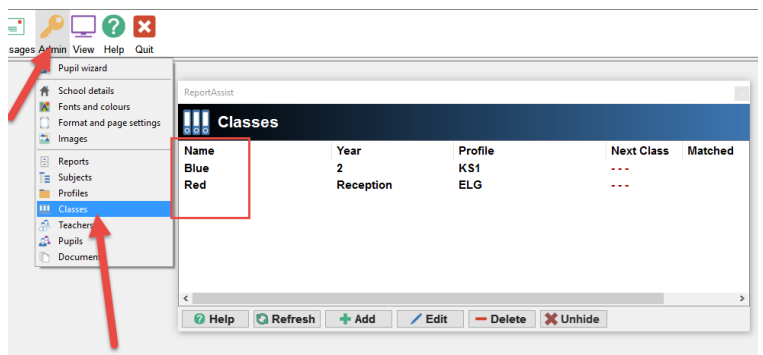 sages Admin View Help Quit
Pupil wizard
School details
Fonts and colours
Format and page settings
Images
Reports
Subjects
Profiles
Classes
Teachers
Pupils
Document
ReportAssist
Classes
Name Year Profile Next Class Matched
Blue 2 KS1 ---
Red Reception ELG ---
Help Refresh Add Edit Delete Unhide